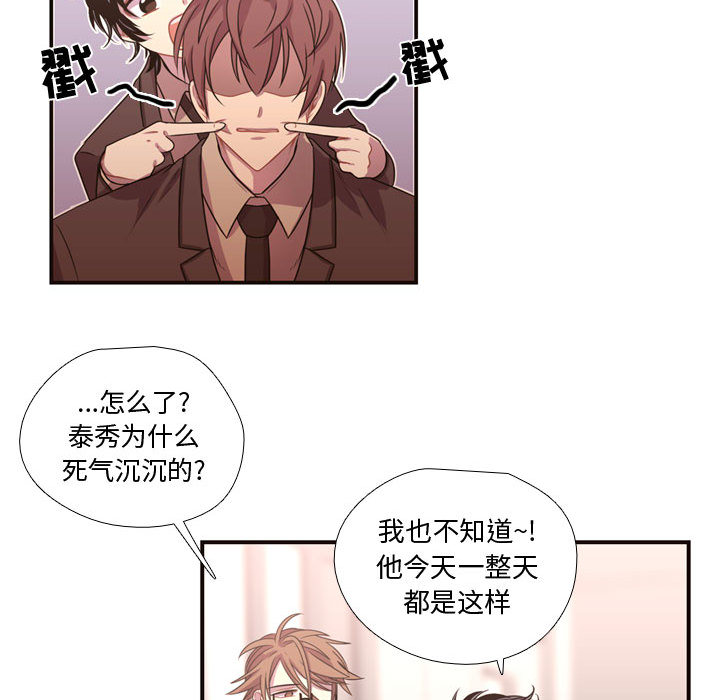 戳
戳
...怎么了?
泰秀为什么
死气沉沉的?
我也不知道~!
他今天一整天
都是这样